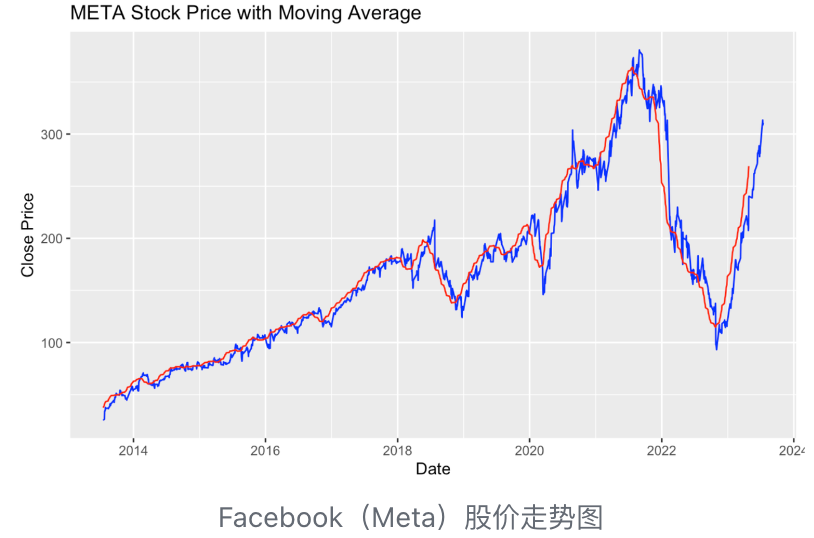 META Stock Price with Moving Average
300
200
100
Close Price
2014
2016
2018
2020
2022
2024
Date
Facebook（Meta）股价走势图